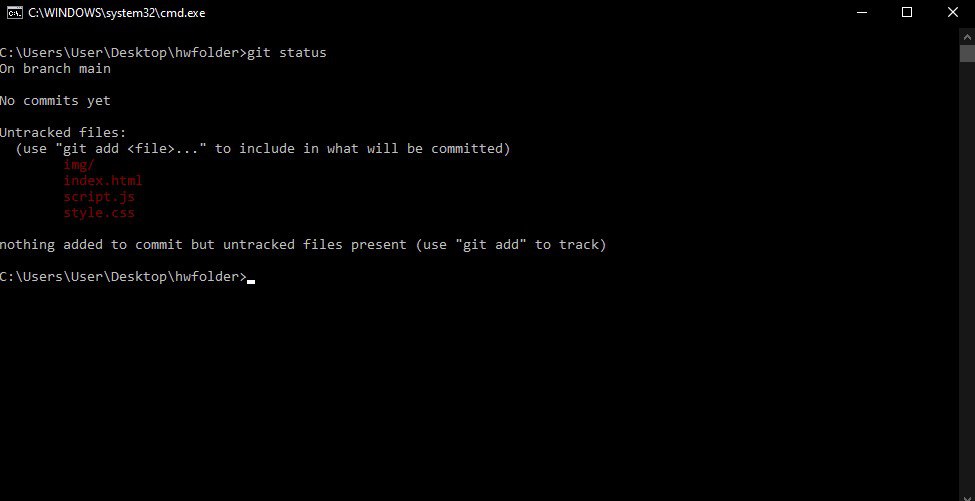 C:\WINDOWS\system32\cmd.exe
C:\Users\User\Desktop\hwfolder>git status
On branch main
No commits yet
Untracked files:
(use "git add <file>..." to include in what will be committed)
img/
index.html
script.js
style.css
nothing added to commit but untracked files present (use "git add" to track)
C:\Users\User\Desktop\hwfolder>